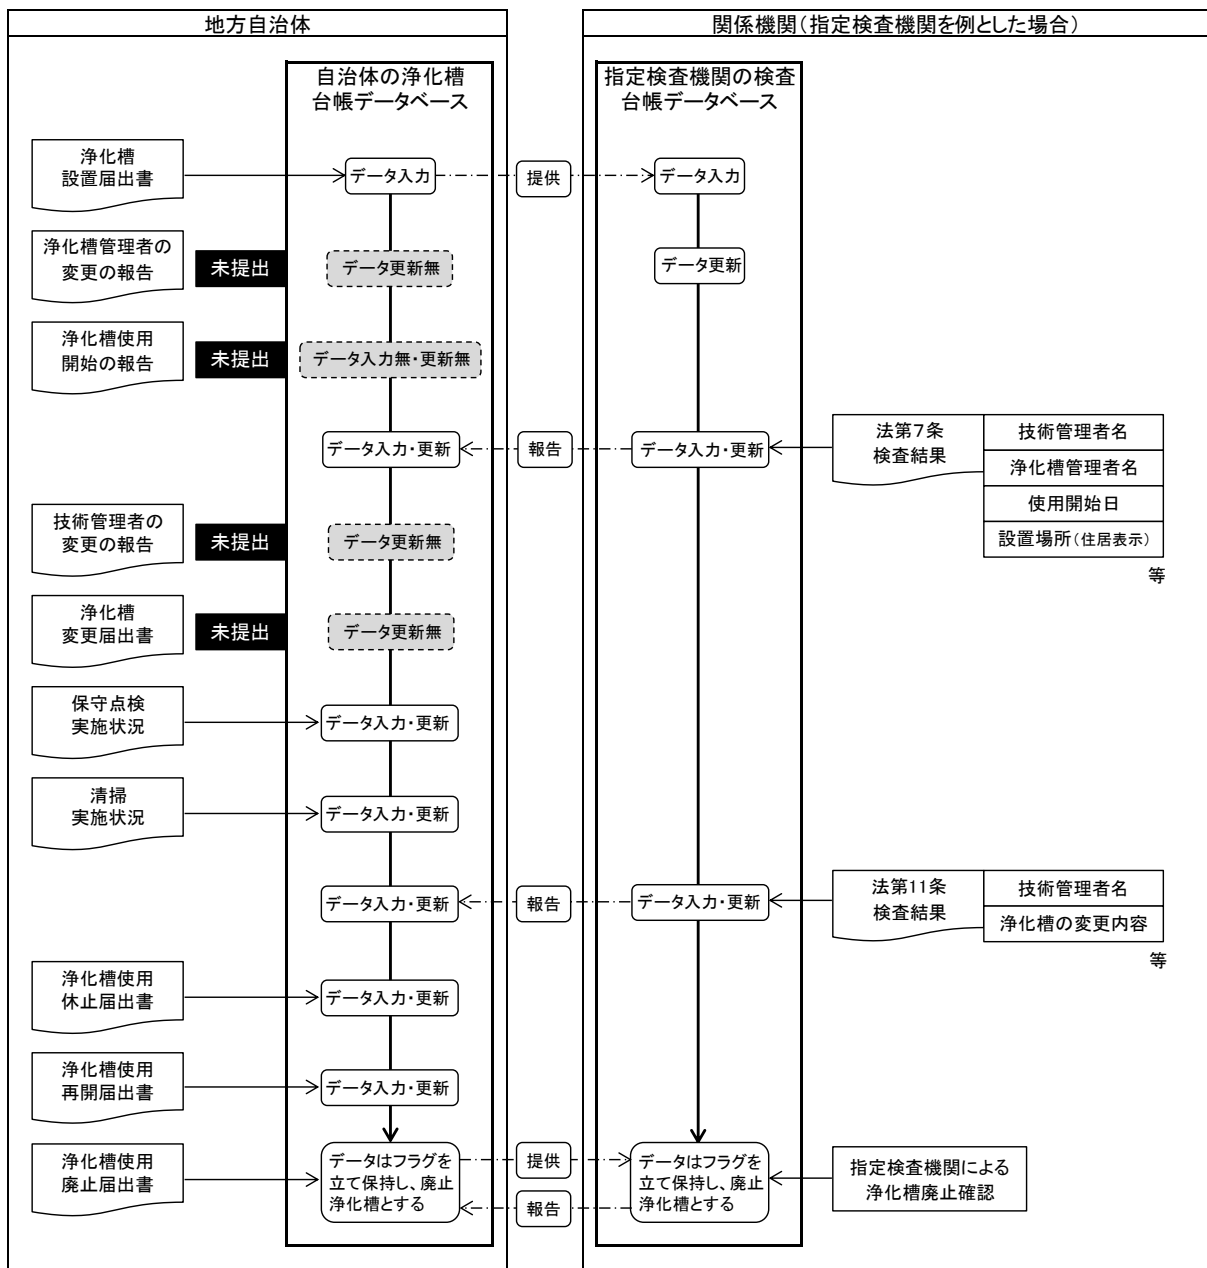 地方自治体
関係機関（指定検査機関を例とした場合）
自治体の浄化槽
台帳データベース
指定検査機関の検査
台帳データベース
浄化槽
設置届出書
データ入力
提供
データ入力
浄化槽管理者の
変更の報告
未提出
データ更新無
データ更新
浄化槽使用
開始の報告
未提出
データ入力無・更新無
データ入力・更新
報告
データ入力・更新
法第７条
検査結果
技術管理者名
浄化槽管理者名
使用開始日
設置場所（住居表示）
等
技術管理者の
変更の報告
未提出
データ更新無
浄化槽
変更届出書
未提出
データ更新無
保守点検
実施状況
データ入力・更新
清掃
実施状況
データ入力・更新
データ入力・更新
報告
データ入力・更新
法第11条
検査結果
技術管理者名
浄化槽の変更内容
等
浄化槽使用
休止届出書
データ入力・更新
浄化槽使用
再開届出書
データ入力・更新
浄化槽使用
廃止届出書
データはフラグを
立て保持し、廃止
浄化槽とする
提供
報告
データはフラグを
立て保持し、廃止
浄化槽とする
指定検査機関による
浄化槽廃止確認